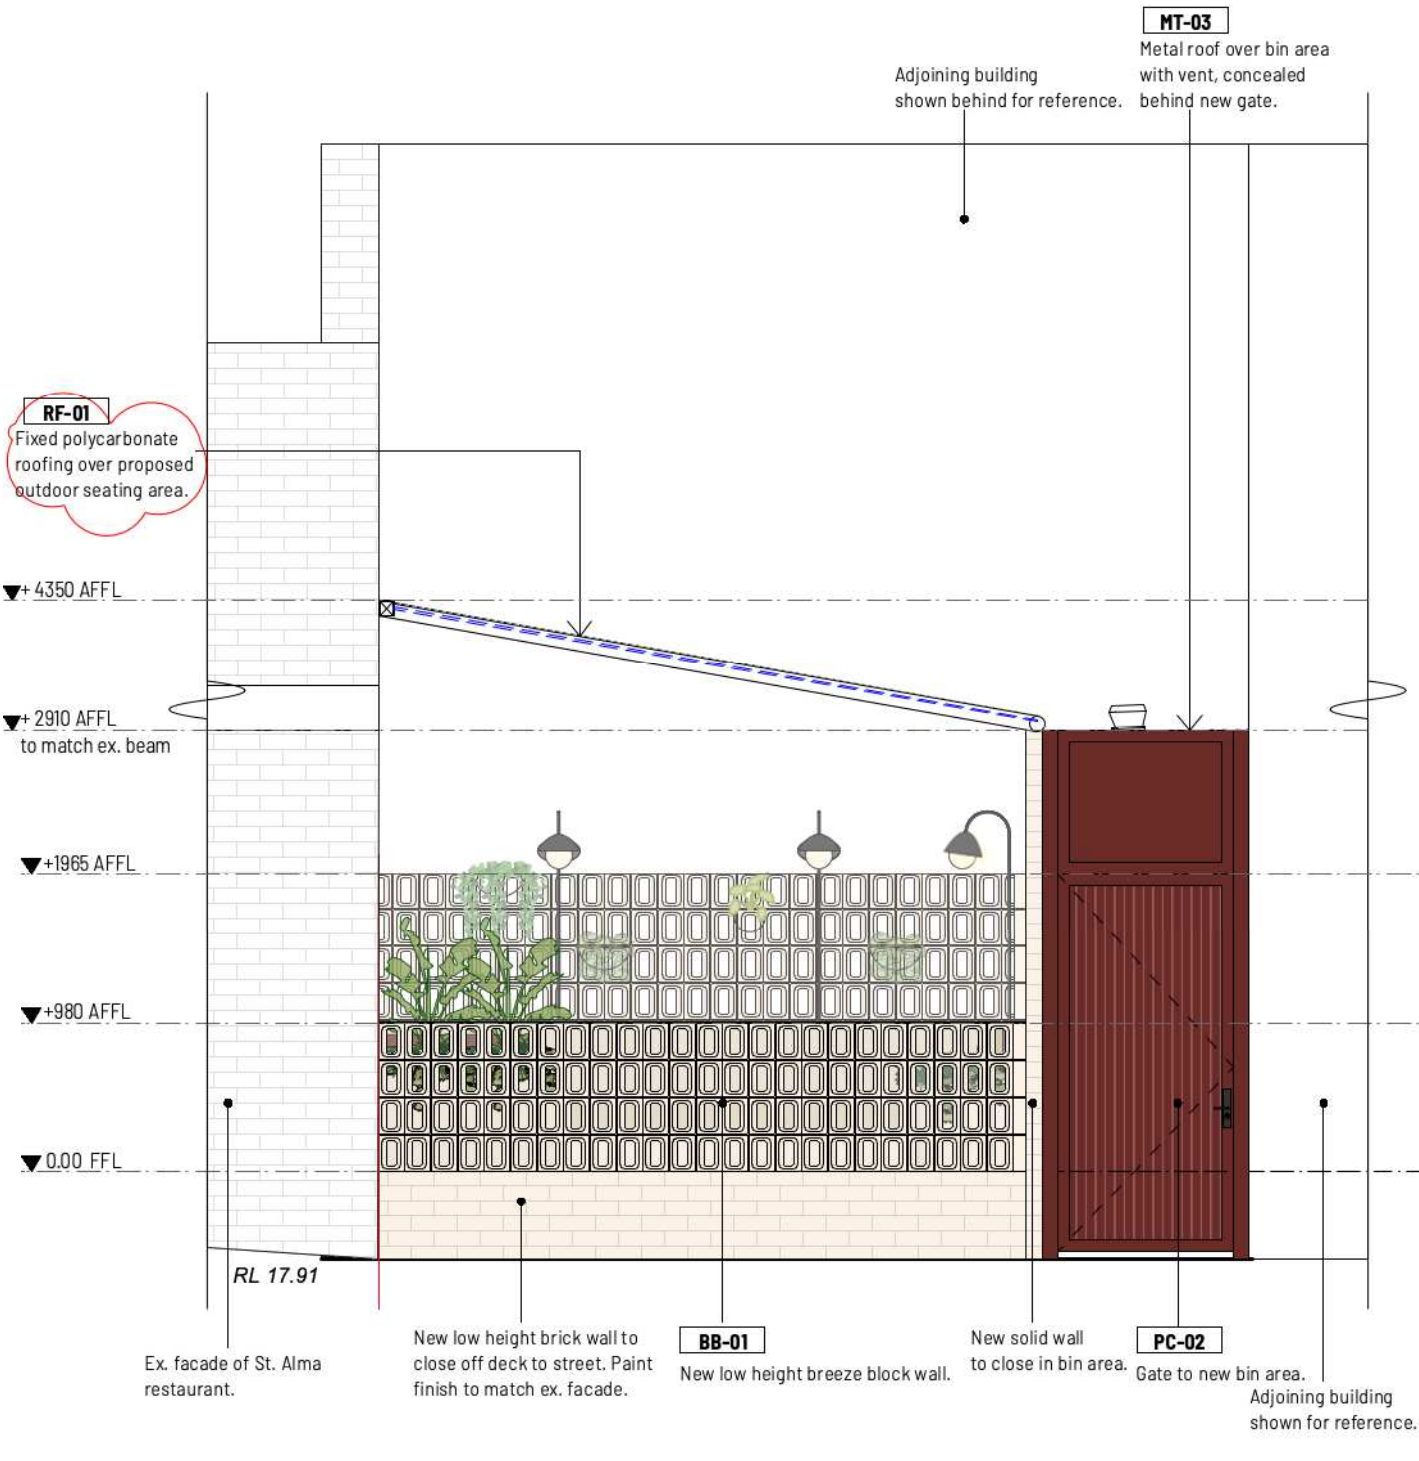 MT-03
Metal roof over bin area
with vent, concealed
behind new gate.
Adjoining building
shown behind for reference.
RF-01
Fixed polycarbonate
roofing over proposed
outdoor seating area.
+ 4350 AFFL
+ 2910 AFFL
to match ex. beam
+1965 AFFL
+980 AFFL
0.00 FFL
RL 17.91
Ex. facade of St. Alma
restaurant.
New low height brick wall to
close off deck to street. Paint
finish to match ex. facade.
BB-01
New low height breeze block wall.
New solid wall
to close in bin area.
PC-02
Gate to new bin area.
Adjoining building
shown for reference.